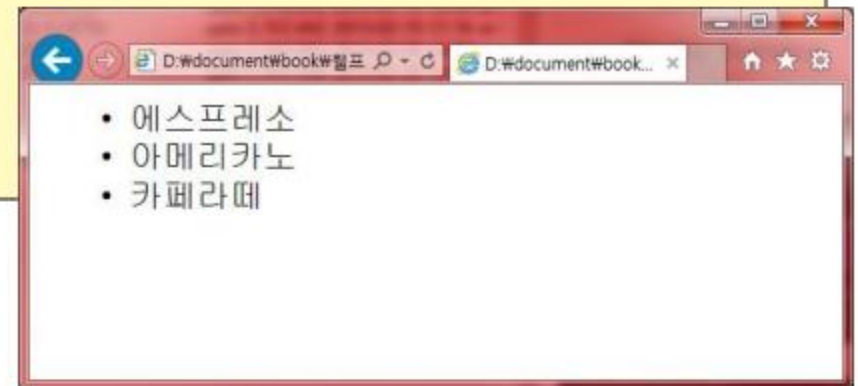 D:₩document₩book₩웹프
D:₩document₩book...
• 에스프레소
• 아메리카노
• 카페라떼